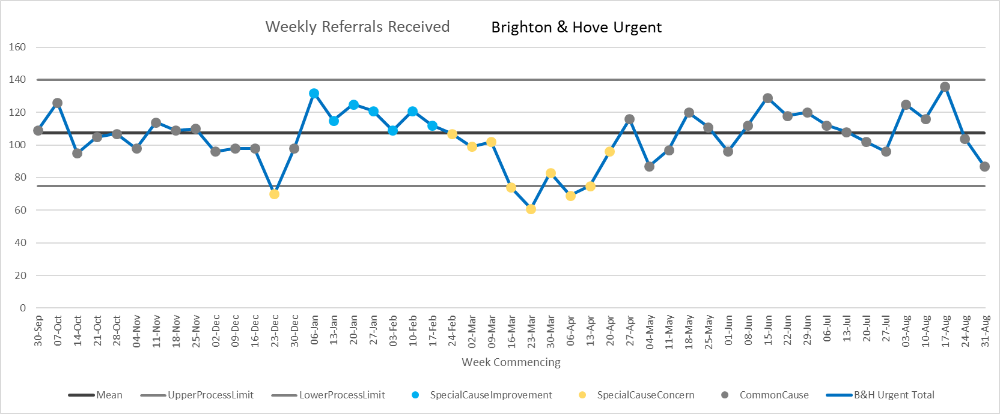 Weekly Referrals Received Brighton & Hove Urgent
160
140
120
100
80
60
40
20
0
30-Sep 07-Oct 14-Oct 21-Oct 28-Oct 04-Nov 11-Nov 18-Nov 25-Nov 02-Dec 09-Dec 16-Dec 23-Dec 30-Dec 06-Jan 13-Jan 20-Jan 27-Jan 03-Feb 10-Feb 17-Feb 24-Feb 02-Mar 09-Mar 16-Mar 23-Mar 30-Mar 06-Apr 13-Apr 20-Apr 27-Apr 04-May 11-May 18-May 25-May 01-Jun 08-Jun 15-Jun 22-Jun 29-Jun 06-Jul 13-Jul 20-Jul 27-Jul 03-Aug 10-Aug 17-Aug 24-Aug 31-Aug
Week Commencing
Mean UpperProcessLimit LowerProcessLimit SpecialCauseImprovement SpecialCauseConcern CommonCause B&H Urgent Total